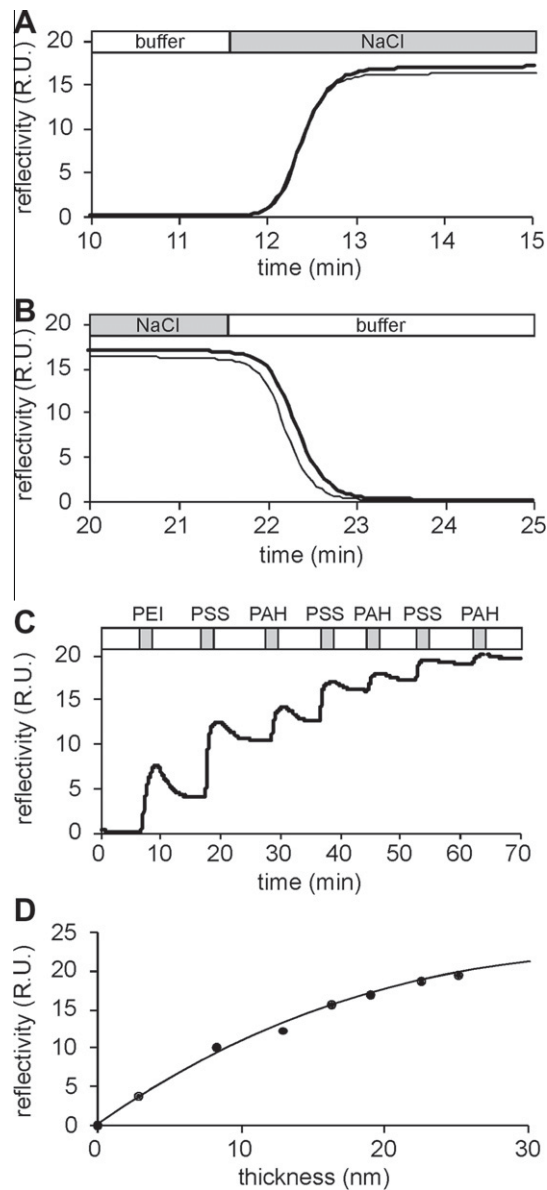 A
reflectivity (R.U.)
buffer NaCl
20
15
10
5
0
10 11 12 13 14 15
time (min)
B
reflectivity (R.U.)
NaCl buffer
20
15
10
5
0
20 21 22 23 24 25
time (min)
C
reflectivity (R.U.)
PEI PSS PAH PSS PAH PSS PAH
20
15
10
5
0
0 10 20 30 40 50 60 70
time (min)
D
reflectivity (R.U.)
25
20
15
10
5
0
0 10 20 30
thickness (nm)